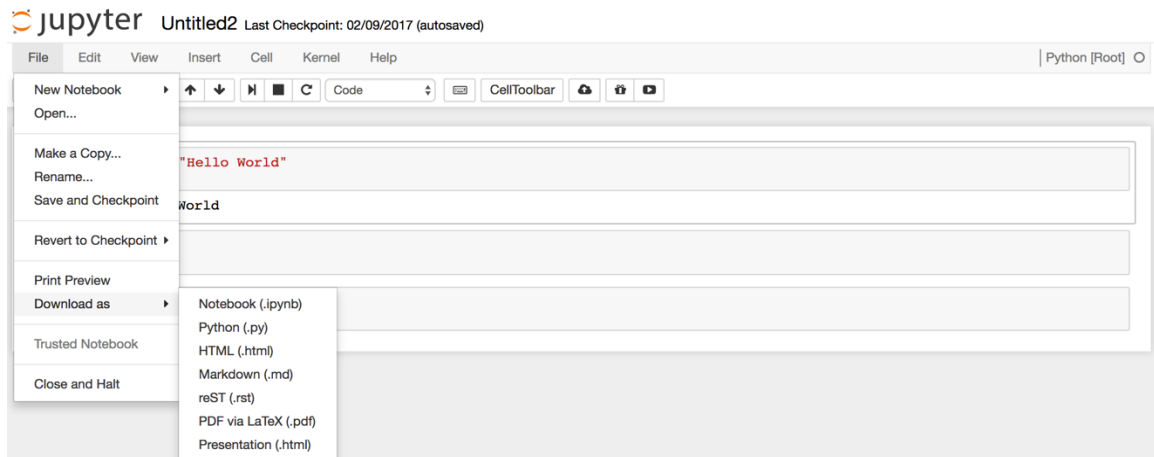 jupyter Untitled2 Last Checkpoint: 02/09/2017 (autosaved)
File Edit View Insert Cell Kernel Help Python [Root]
New Notebook
Code CellToolbar
Open...
Make a Copy...
"Hello World"
Rename...
Save and Checkpoint
World
Revert to Checkpoint
Print Preview
Download as
Notebook (.ipynb)
Python (.py)
Trusted Notebook
HTML (.html)
Markdown (.md)
Close and Halt
reST (.rst)
PDF via LaTeX (.pdf)
Presentation (.html)